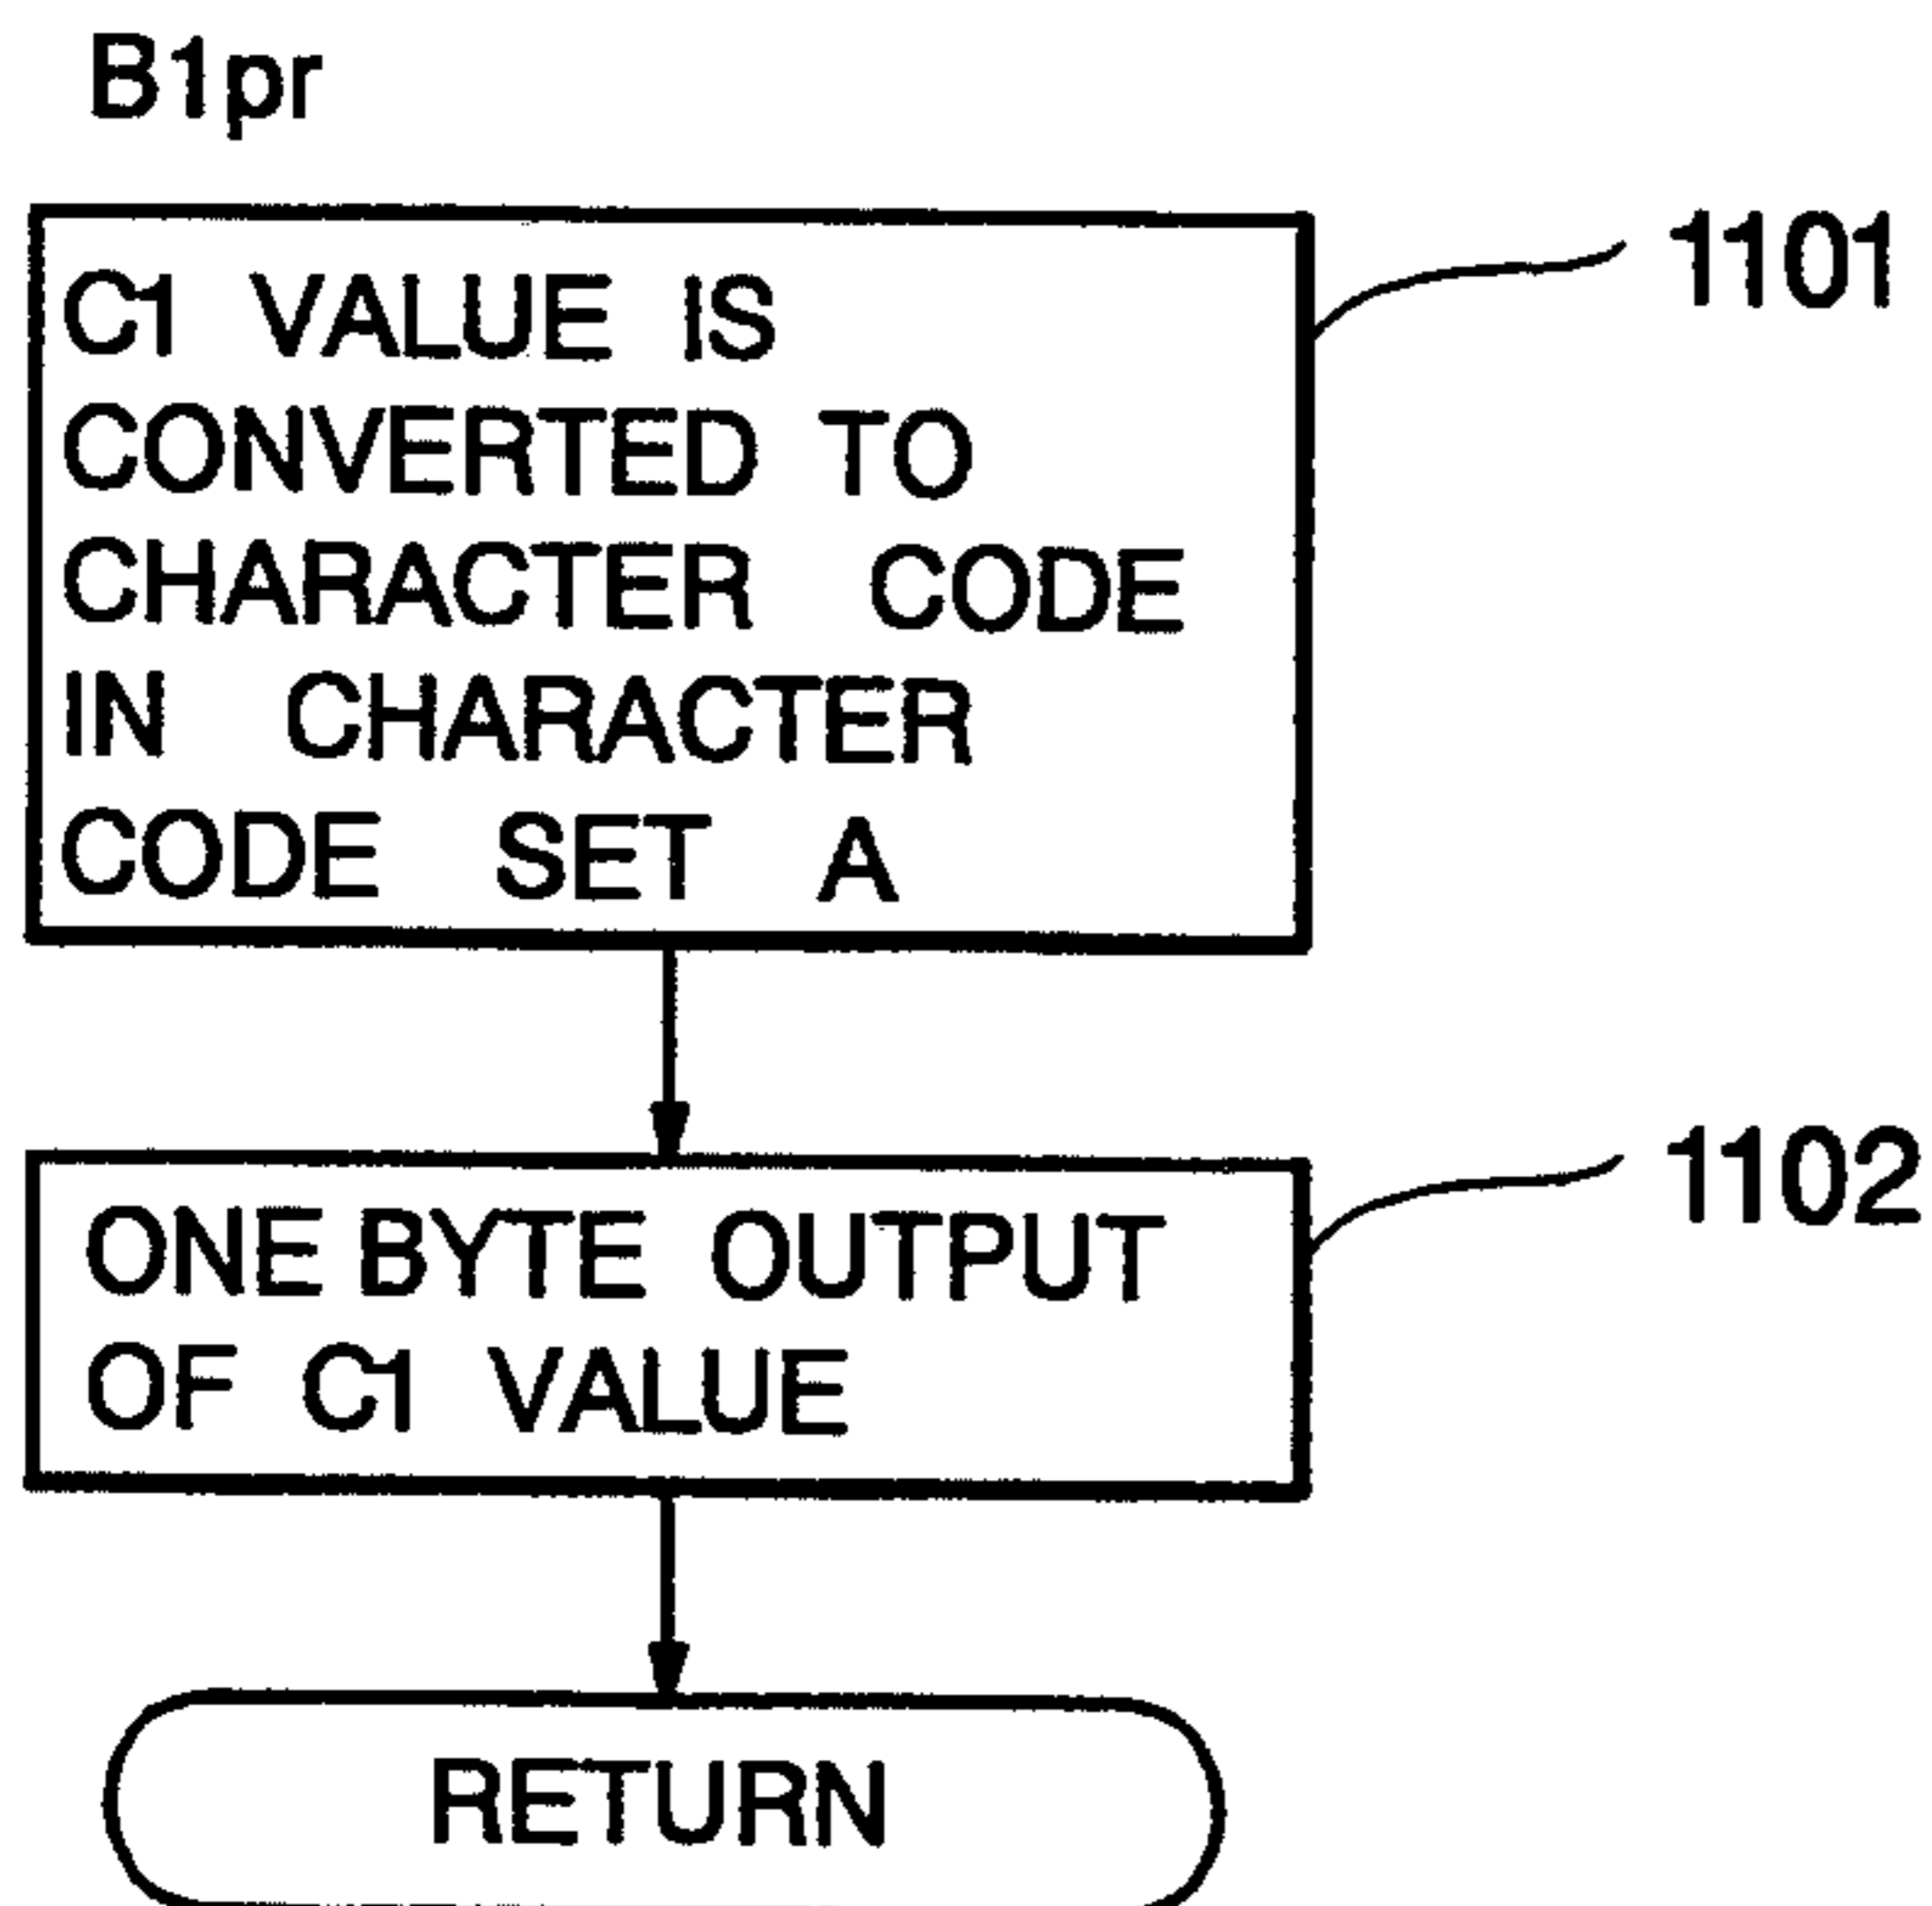 B1pr
C1 VALUE IS
1101
CONVERTED TO
CHARACTER CODE
IN CHARACTER
CODE SET A
ONE BYTE OUTPUT
1102
OF C1 VALUE
RETURN